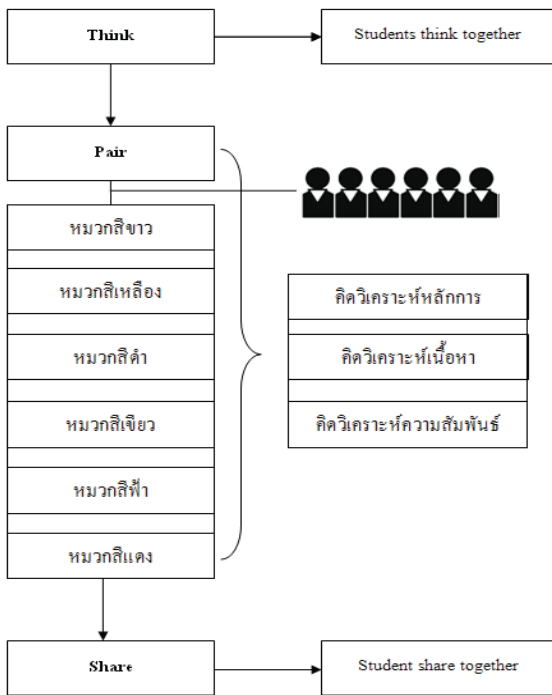 Think
Students think together
Pair
หมวกสีขาว
หมวกสีเหลือง
หมวกสีดำ
หมวกสีเขียว
หมวกสีฟ้า
หมวกสีแดง
คิดวิเคราะห์หลักการ
คิดวิเคราะห์เนื้อหา
คิดวิเคราะห์ความสัมพันธ์
Share
Student share together